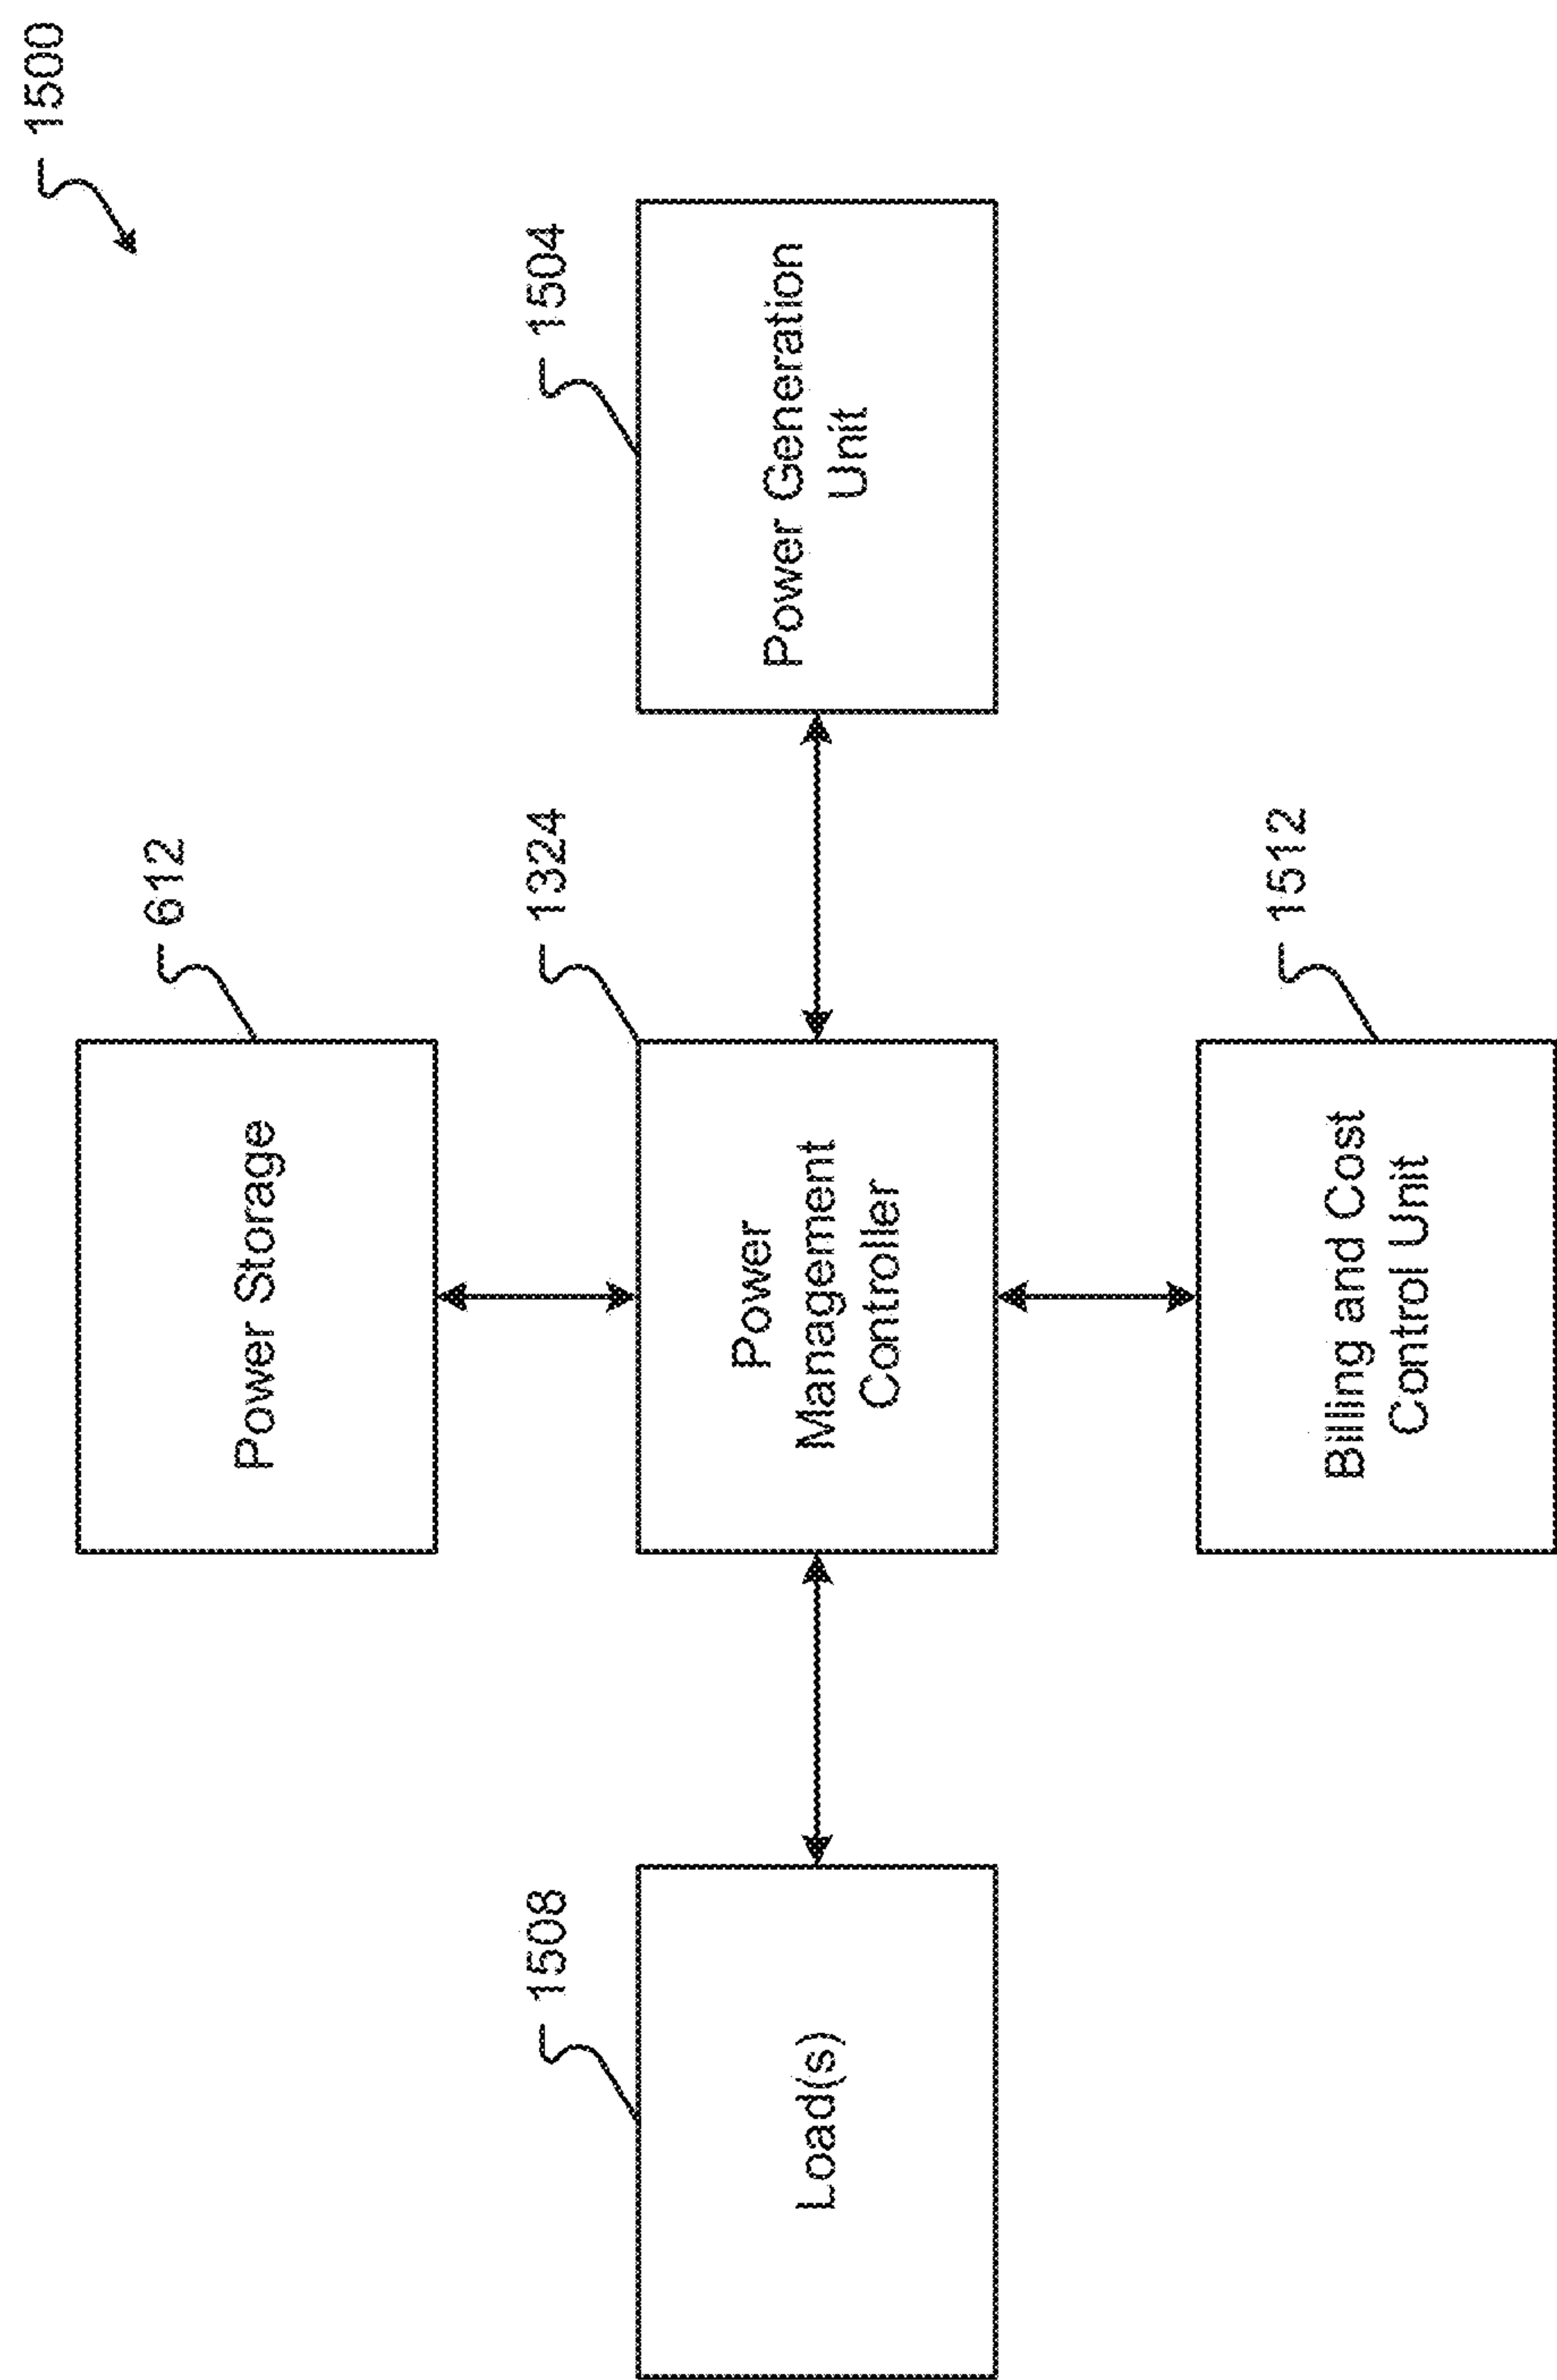 1500
612
Power Storage
1508
1324
1504
Load(s)
Power
Management
Controller
Power Generation
Unit
1512
Billing and Cost
Control Unit